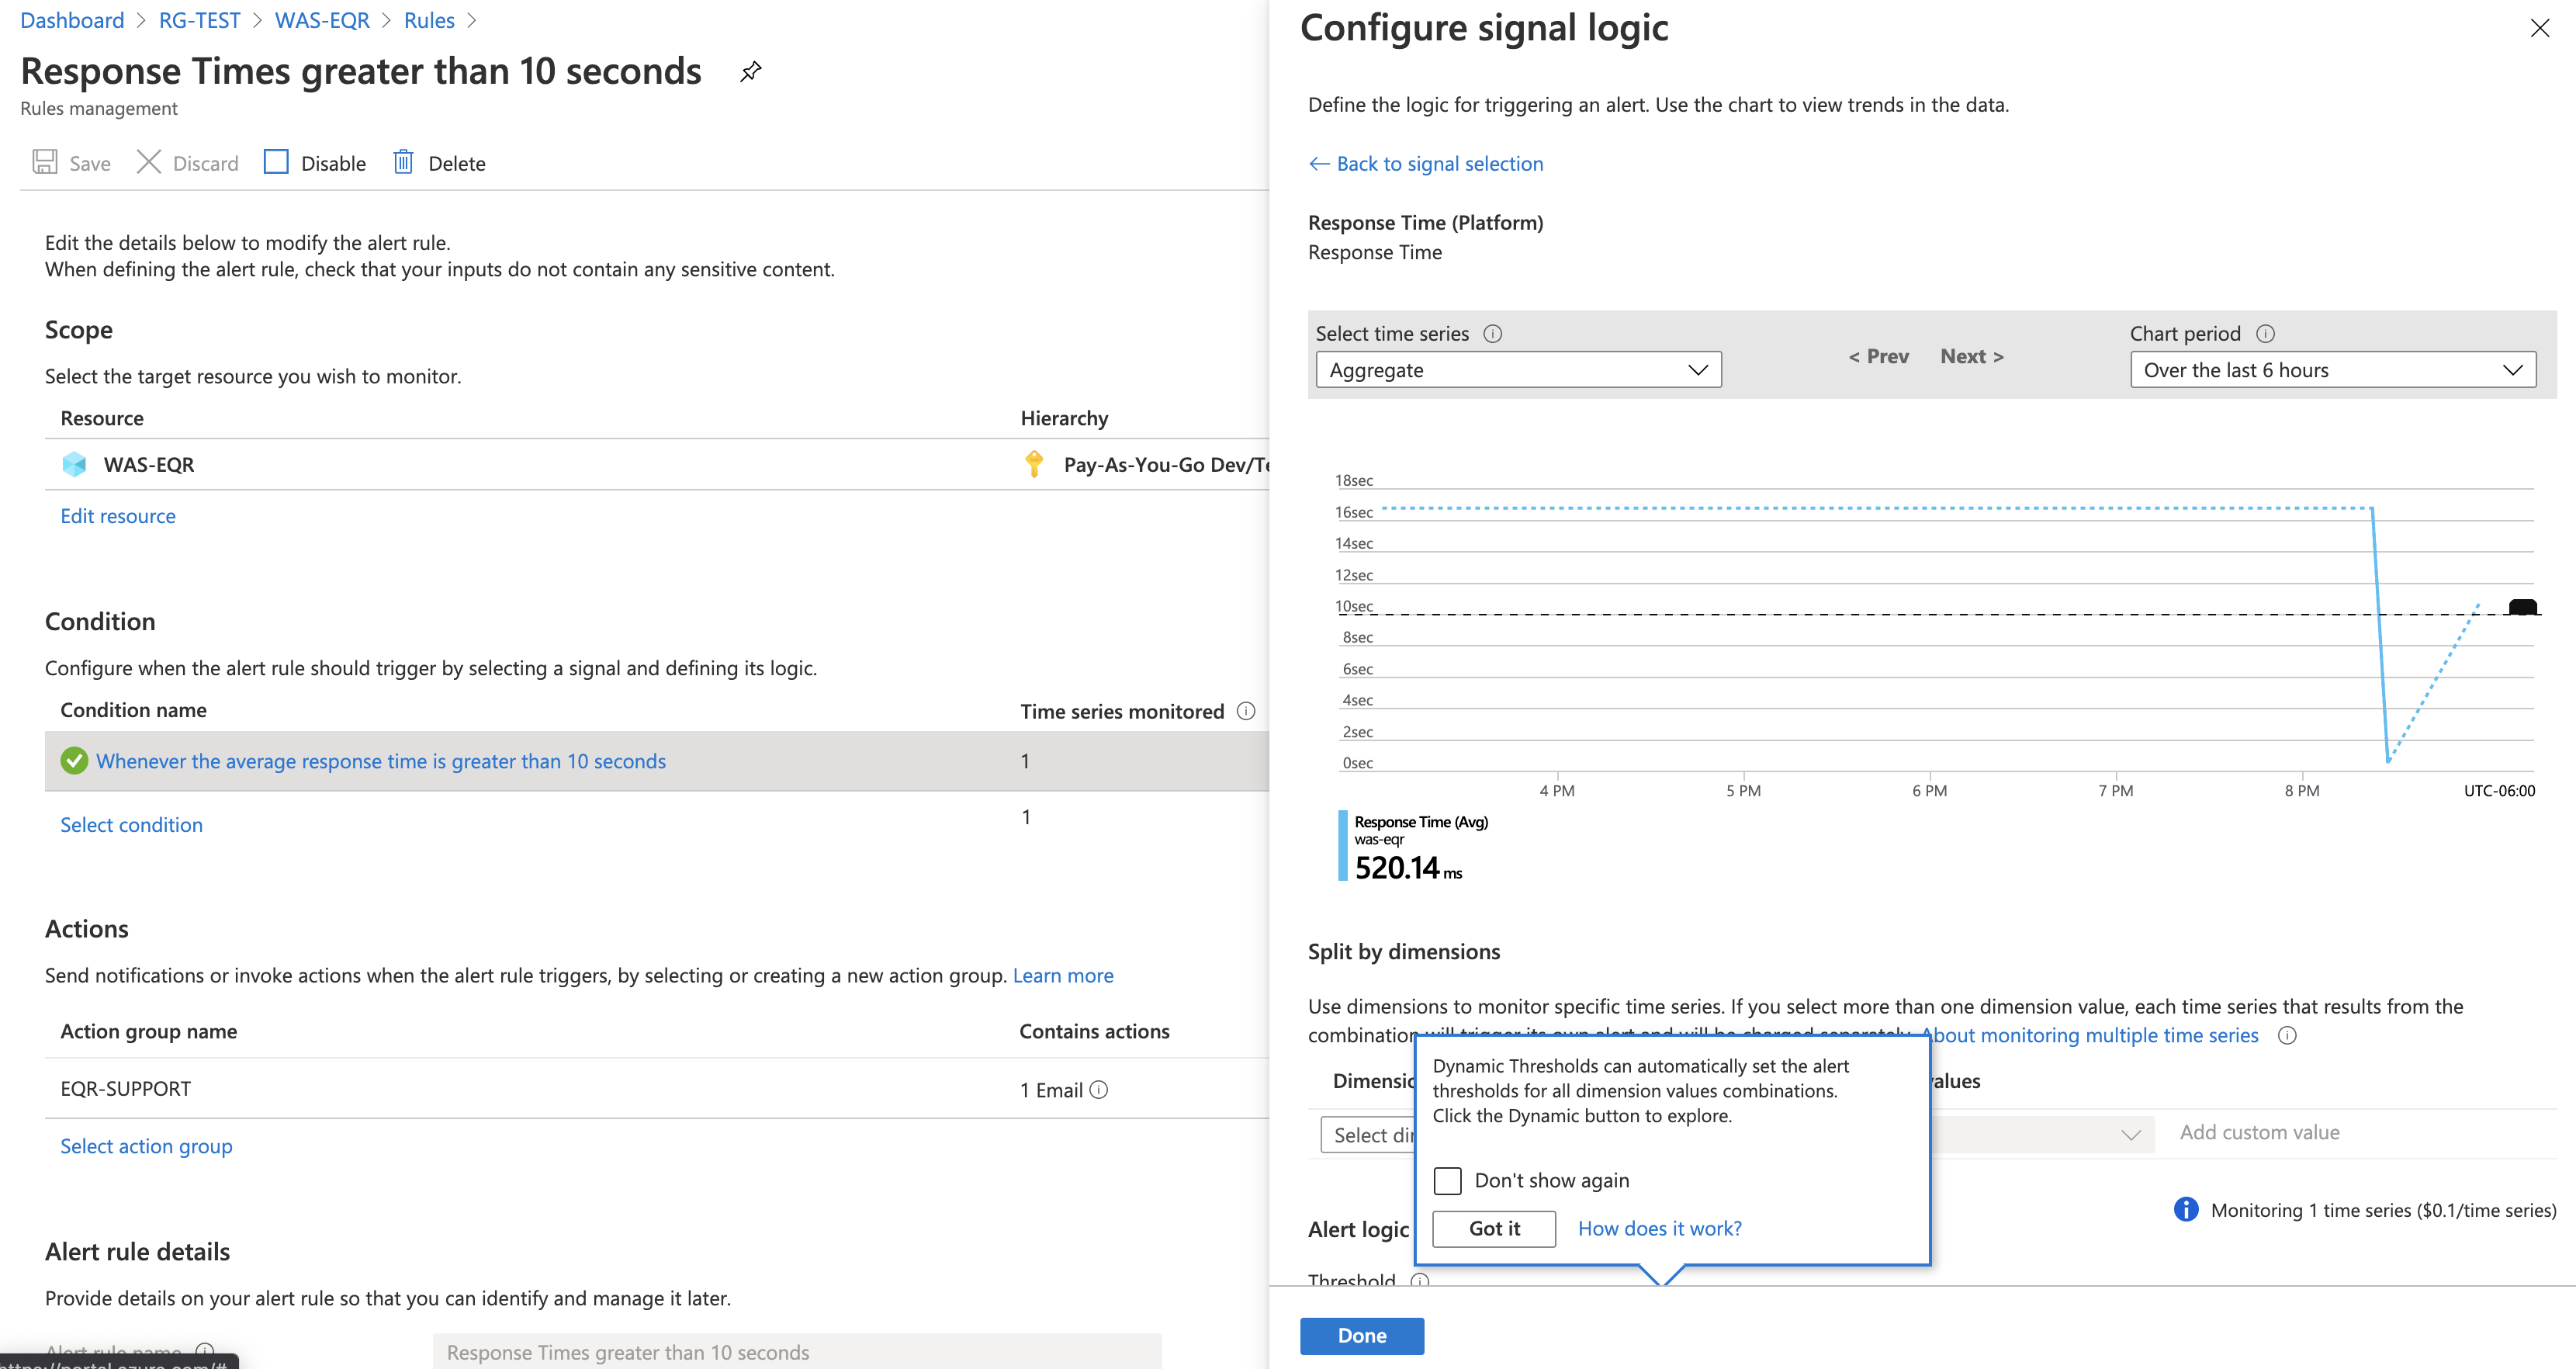 Dashboard > RG-TEST > WAS-EQR > Rules >
Response Times greater than 10 seconds
Rules management
Save Discard Disable Delete
Edit the details below to modify the alert rule.
When defining the alert rule, check that your inputs do not contain any sensitive content.
Scope
Select the target resource you wish to monitor.
Resource Hierarchy
WAS-EQR Pay-As-You-Go Dev/Te
Edit resource
Condition
Configure when the alert rule should trigger by selecting a signal and defining its logic.
Condition name Time series monitored
Whenever the average response time is greater than 10 seconds 1
Select condition 1
Actions
Send notifications or invoke actions when the alert rule triggers, by selecting or creating a new action group. Learn more
Action group name Contains actions
EQR-SUPPORT 1 Email
Select action group
Alert rule details
Provide details on your alert rule so that you can identify and manage it later.
Alert rule name Response Times greater than 10 seconds
Configure signal logic
Define the logic for triggering an alert. Use the chart to view trends in the data.
← Back to signal selection
Response Time (Platform)
Response Time
Select time series < Prev Next > Chart period
Aggregate Over the last 6 hours
18sec
16sec
14sec
12sec
10sec
8sec
6sec
4sec
2sec
0sec
4 PM 5 PM 6 PM 7 PM 8 PM UTC-06:00
Response Time (Avg)
was-eqr
520.14 ms
Split by dimensions
Use dimensions to monitor specific time series. If you select more than one dimension value, each time series that results from the
combination will trigger its own alert and will be charged separately. About monitoring multiple time series
Dynamic Thresholds can automatically set the alert
thresholds for all dimension values combinations.
Click the Dynamic button to explore.
Don't show again
Got it How does it work?
Add custom value
Monitoring 1 time series ($0.1/time series)
Alert logic
Threshold
Done